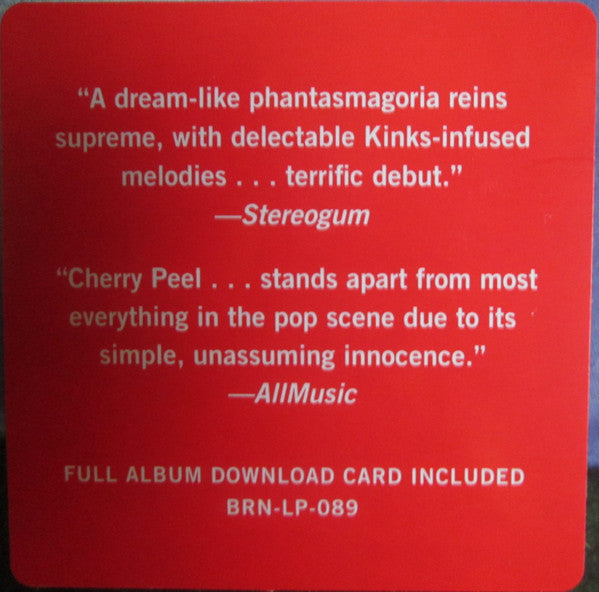 “A dream-like phantasmagoria reins
supreme, with delectable Kinks-infused
melodies . . . terrific debut.”
—Stereogum
“Cherry Peel . . . stands apart from most
everything in the pop scene due to its
simple, unassuming innocence.”
—AllMusic
FULL ALBUM DOWNLOAD CARD INCLUDED
BRN-LP-089